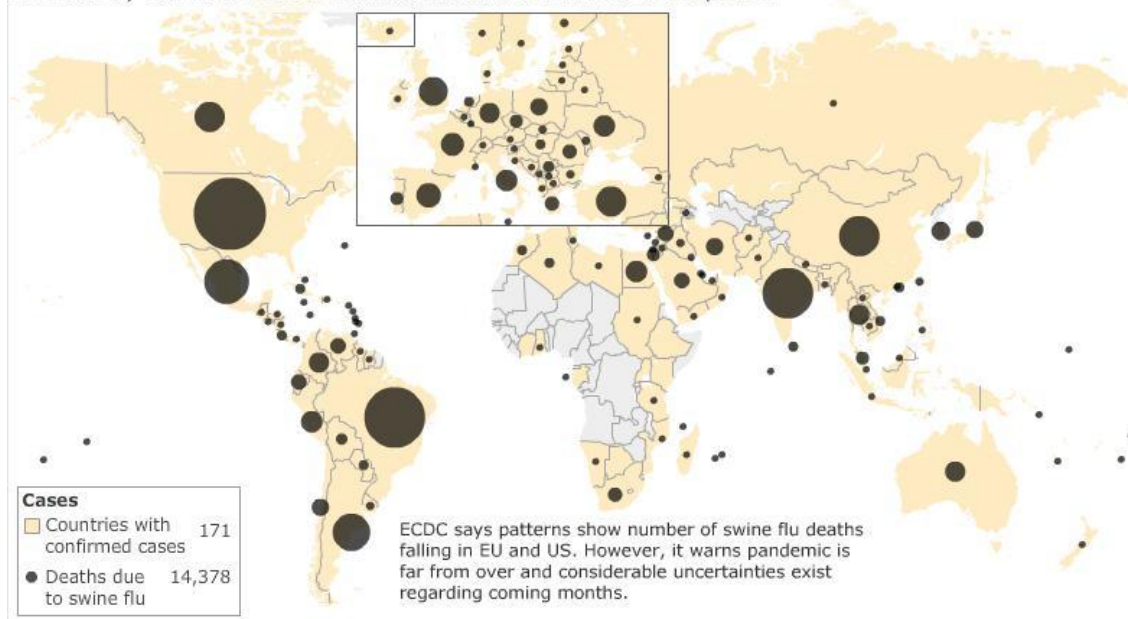 Cases
Countries with 171
confirmed cases
Deaths due 14,378
to swine flu
ECDC says patterns show number of swine flu deaths
falling in EU and US. However, it warns pandemic is
far from over and considerable uncertainties exist
regarding coming months.